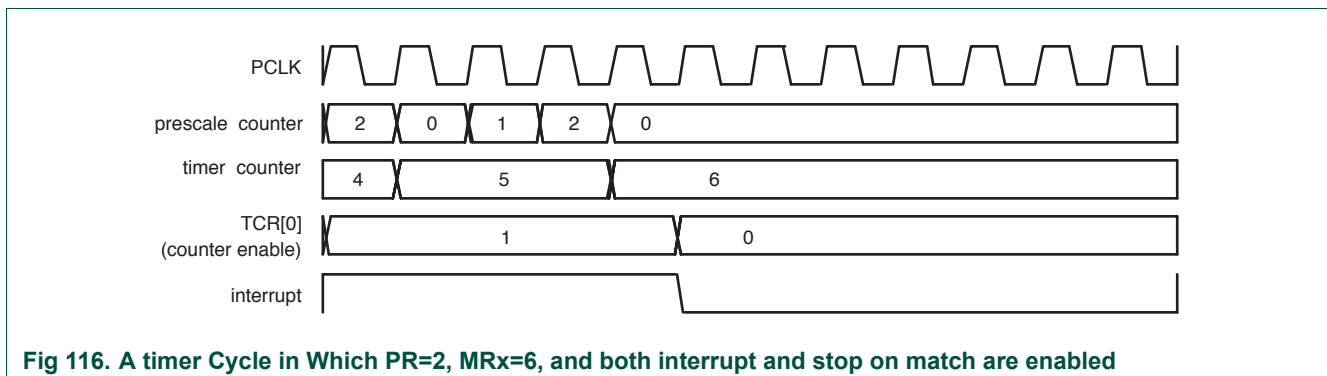 PCLK
prescale counter 2 0 1 2 0
timer counter 4 5 6
TCR[0]
(counter enable) 1 0
interrupt
Fig 116. A timer Cycle in Which PR=2, MRx=6, and both interrupt and stop on match are enabled